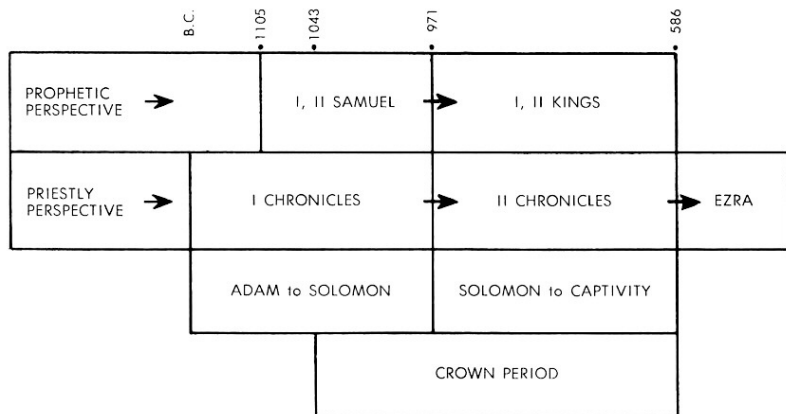 B.C.
1105
1043
971
586
PROPHETIC
PERSPECTIVE
I, II SAMUEL
I, II KINGS
PRIESTLY
PERSPECTIVE
I CHRONICLES
II CHRONICLES
EZRA
ADAM to SOLOMON
SOLOMON to CAPTIVITY
CROWN PERIOD